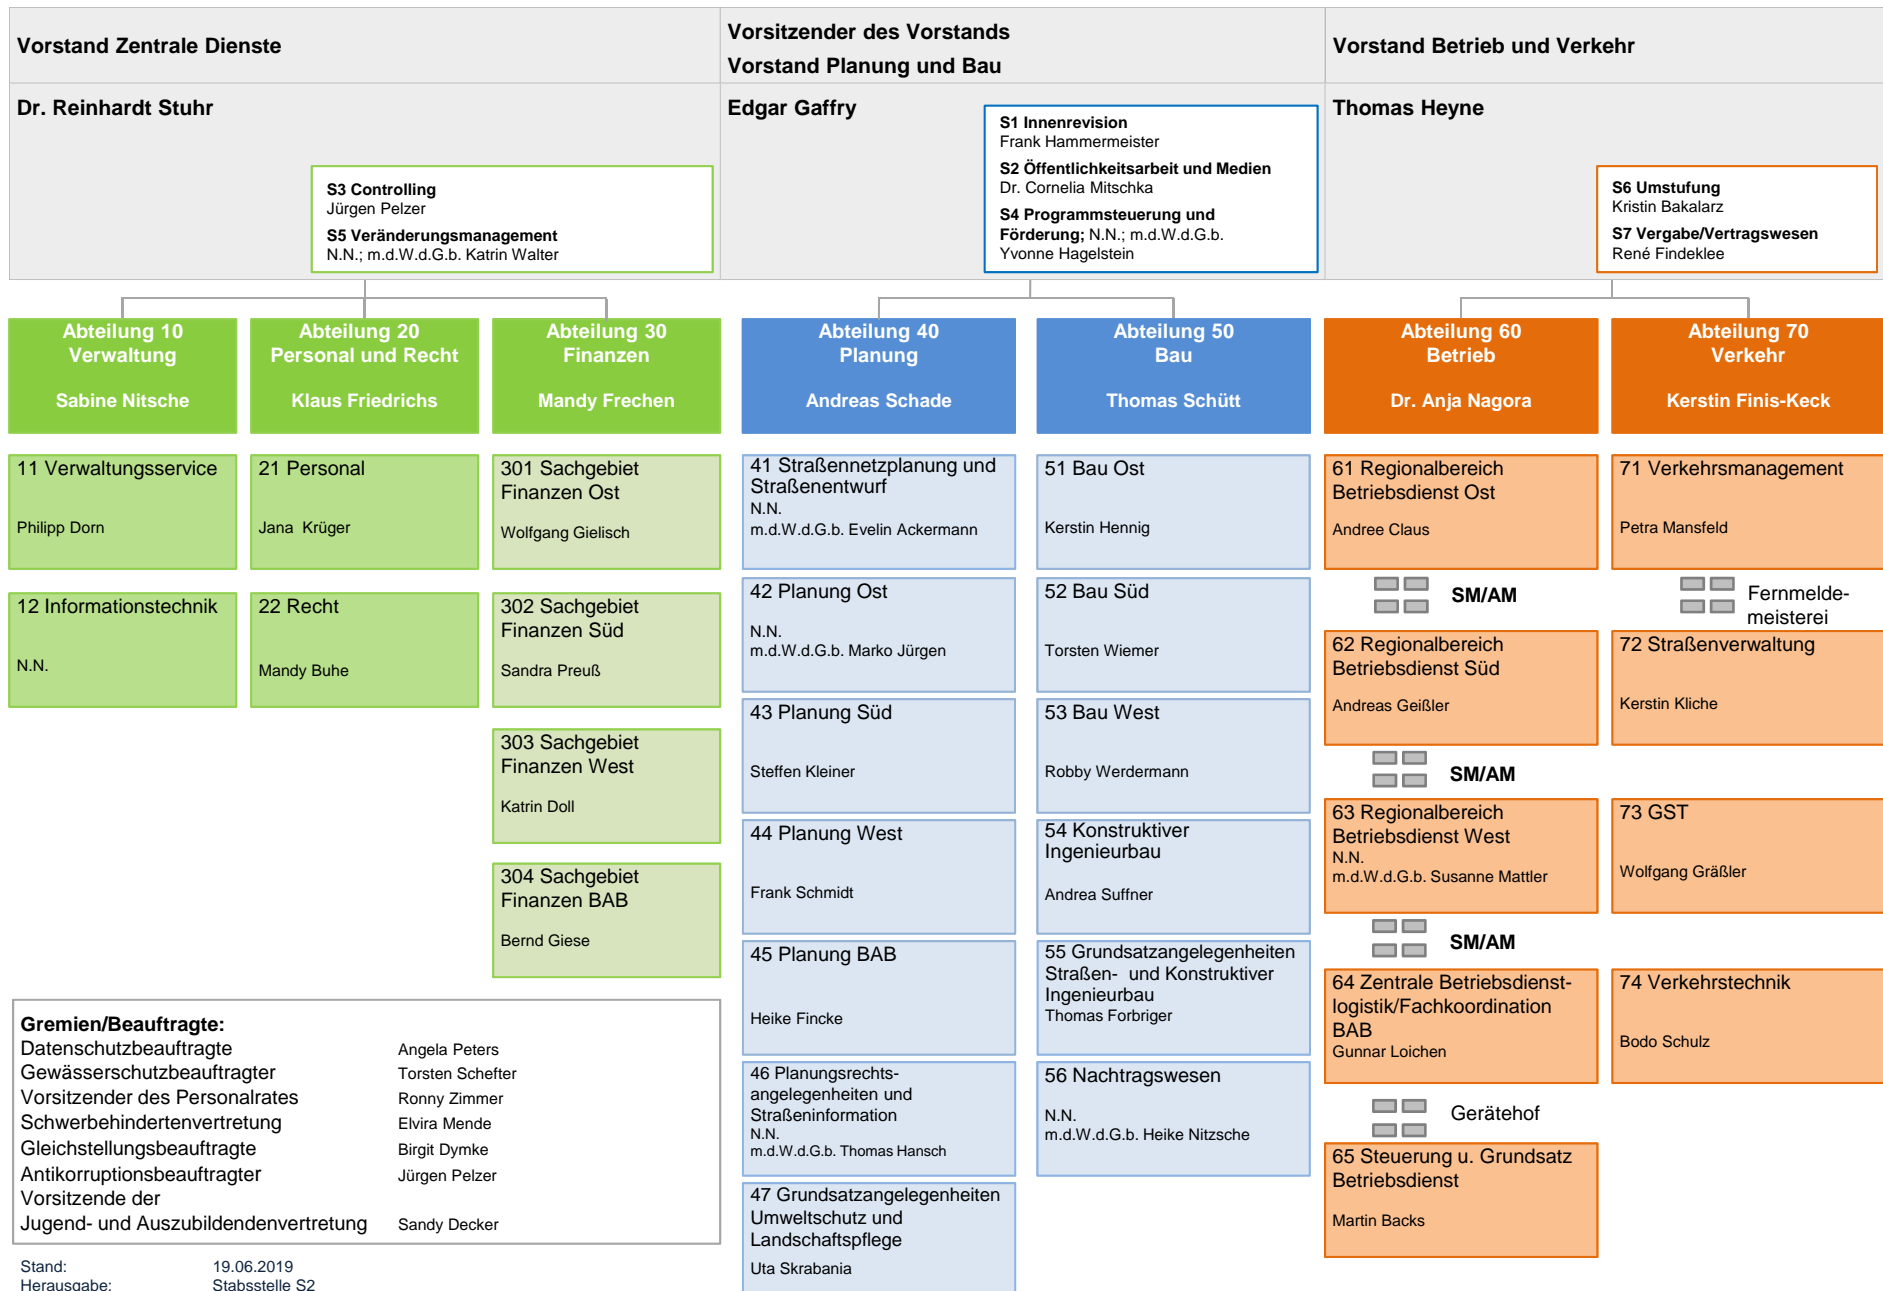 Vorstand Zentrale Dienste
Dr. Reinhardt Stuhr
S3 Controlling
Jürgen Pelzer
S5 Veränderungsmanagement
N.N.; m.d.W.d.G.b. Katrin Walter
Vorsitzender des Vorstands
Vorstand Planung und Bau
Edgar Gaffry
S1 Innenrevision
Frank Hammermeister
S2 Öffentlichkeitsarbeit und Medien
Dr. Cornelia Mitschka
S4 Programmsteuerung und
Förderung; N.N.; m.d.W.d.G.b.
Yvonne Hagelstein
Vorstand Betrieb und Verkehr
Thomas Heyne
S6 Umstufung
Kristin Bakalarz
S7 Vergabe/Vertragswesen
René Findeklee
Abteilung 10
Verwaltung
Sabine Nitsche
11 Verwaltungsservice
Philipp Dorn
12 Informationstechnik
N.N.
Abteilung 20
Personal und Recht
Klaus Friedrichs
21 Personal
Jana Krüger
22 Recht
Mandy Buhe
Abteilung 30
Finanzen
Mandy Frechen
301 Sachgebiet
Finanzen Ost
Wolfgang Gielisch
302 Sachgebiet
Finanzen Süd
Sandra Preuß
303 Sachgebiet
Finanzen West
Katrin Doll
304 Sachgebiet
Finanzen BAB
Bernd Giese
Abteilung 40
Planung
Andreas Schade
41 Straßennetzplanung und
Straßenentwurf
N.N.
m.d.W.d.G.b. Evelin Ackermann
42 Planung Ost
N.N.
m.d.W.d.G.b. Marko Jürgen
43 Planung Süd
Steffen Kleiner
44 Planung West
Frank Schmidt
45 Planung BAB
Heike Fincke
46 Planungsrechts-
angelegenheiten und
Straßeninformation
N.N.
m.d.W.d.G.b. Thomas Hansch
47 Grundsatzangelegenheiten
Umweltschutz und
Landschaftspflege
Uta Skrabania
Abteilung 50
Bau
Thomas Schütt
51 Bau Ost
Kerstin Hennig
52 Bau Süd
Torsten Wiemer
53 Bau West
Robby Werdermann
54 Konstruktiver
Ingenieurbau
Andrea Suffner
55 Grundsatzangelegenheiten
Straßen- und Konstruktiver
Ingenieurbau
Thomas Forbriger
56 Nachtragswesen
N.N.
m.d.W.d.G.b. Heike Nitzsche
Abteilung 60
Betrieb
Dr. Anja Nagora
61 Regionalbereich
Betriebsdienst Ost
Andree Claus
SM/AM
62 Regionalbereich
Betriebsdienst Süd
Andreas Geißler
SM/AM
63 Regionalbereich
Betriebsdienst West
N.N.
m.d.W.d.G.b. Susanne Mattler
SM/AM
64 Zentrale Betriebsdienst-
logistik/Fachkoordination
BAB
Gunnar Loichen
Gerätehof
65 Steuerung u. Grundsatz
Betriebsdienst
Martin Backs
Abteilung 70
Verkehr
Kerstin Finis-Keck
71 Verkehrsmanagement
Petra Mansfeld
Fernmelde-
meisterei
72 Straßenverwaltung
Kerstin Kliche
73 GST
Wolfgang Gräßler
74 Verkehrstechnik
Bodo Schulz
Gremien/Beauftragte:
Datenschutzbeauftragte Angela Peters
Gewässerschutzbeauftragter Torsten Schefter
Vorsitzender des Personalrates Ronny Zimmer
Schwerbehindertenvertretung Elvira Mende
Gleichstellungsbeauftragte Birgit Dymke
Antikorruptionsbeauftragter Jürgen Pelzer
Vorsitzende der
Jugend- und Auszubildendenvertretung Sandy Decker
Stand: 19.06.2019
Herausgabe: Stabsstelle S2